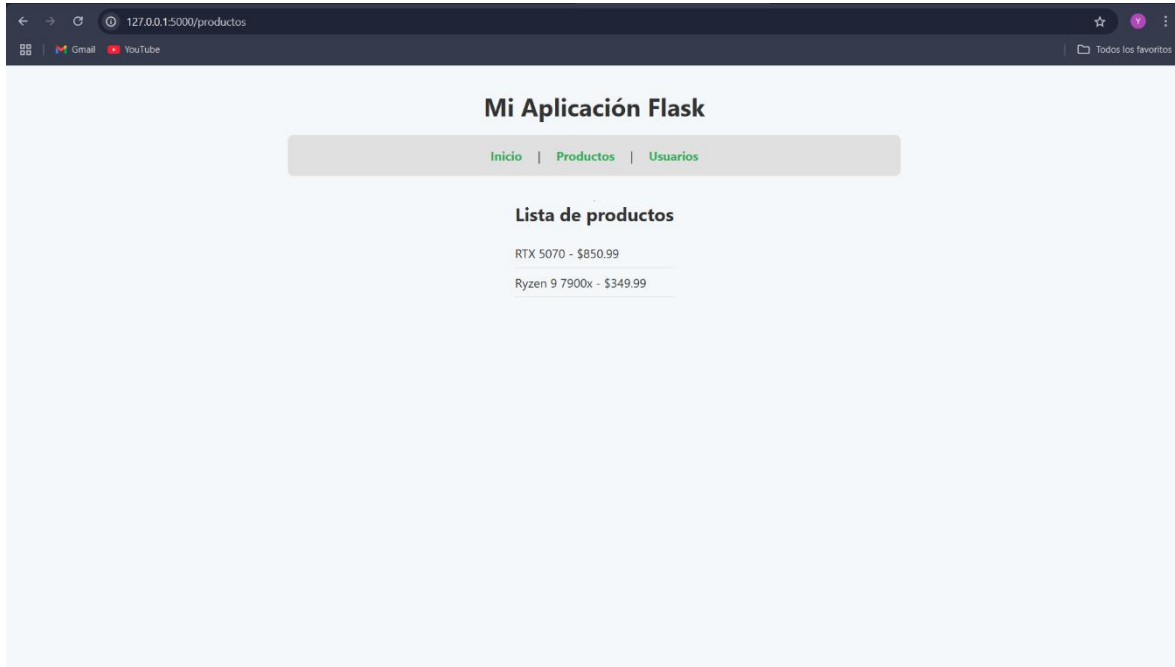 127.0.0.1:5000/productos
Y
Gmail YouTube Todos los favoritos
Mi Aplicación Flask
Inicio | Productos | Usuarios
Lista de productos
RTX 5070 - $850.99
Ryzen 9 7900x - $349.99